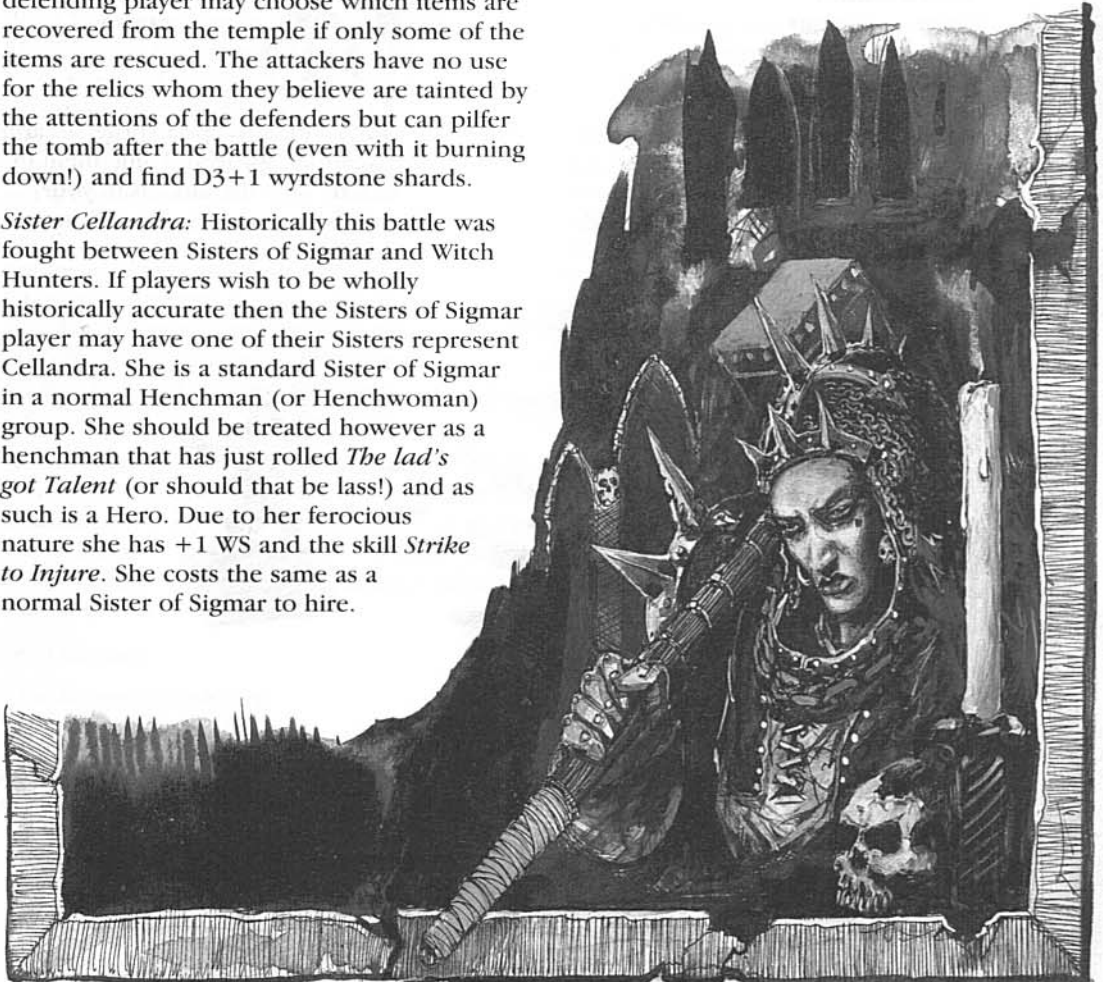 defending player may choose which items are
recovered from the temple if only some of the
items are rescued. The attackers have no use
for the relics whom they believe are tainted by
the attentions of the defenders but can pilfer
the tomb after the battle (even with it burning
down!) and find D3+1 wyrdstone shards.
Sister Cellandra: Historically this battle was
fought between Sisters of Sigmar and Witch
Hunters. If players wish to be wholly
historically accurate then the Sisters of Sigmar
player may have one of their Sisters represent
Cellandra. She is a standard Sister of Sigmar
in a normal Henchman (or Henchwoman)
group. She should be treated however as a
henchman that has just rolled The lad's
got Talent (or should that be lass!) and as
such is a Hero. Due to her ferocious
nature she has +1 WS and the skill Strike
to Injure. She costs the same as a
normal Sister of Sigmar to hire.